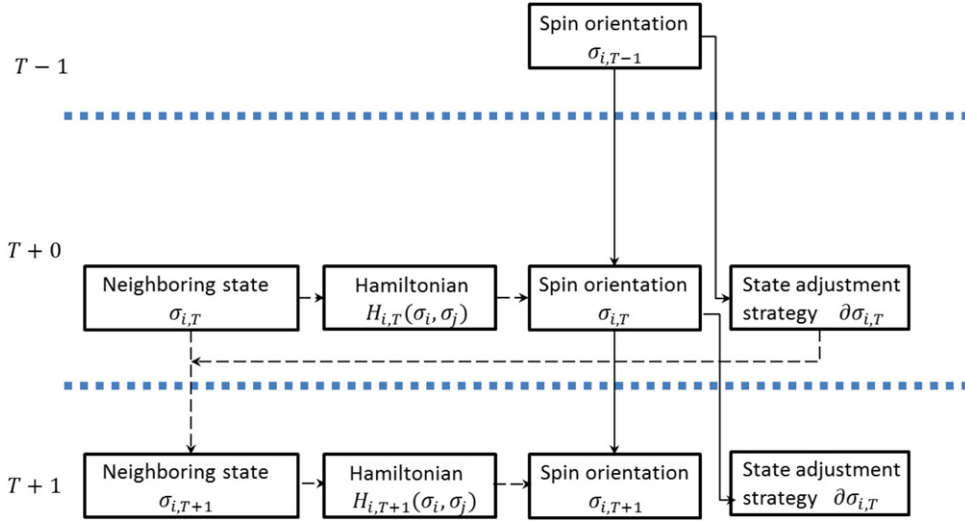 Spin orientation
σ_{i,T−1}
T − 1
T + 0
Neighboring state
σ_{i,T}
Hamiltonian
H_{i,T}(σ_i, σ_j)
Spin orientation
σ_{i,T}
State adjustment
strategy ∂σ_{i,T}
T + 1
Neighboring state
σ_{i,T+1}
Hamiltonian
H_{i,T+1}(σ_i, σ_j)
Spin orientation
σ_{i,T+1}
State adjustment
strategy ∂σ_{i,T}